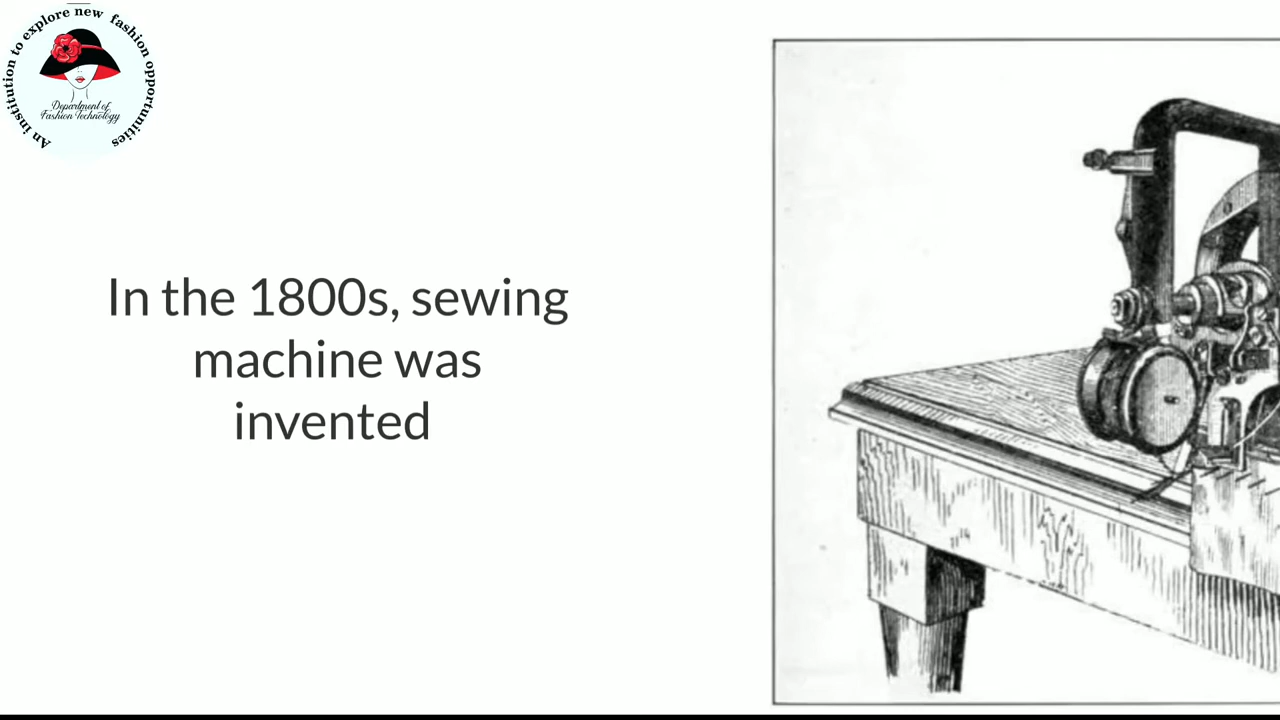 An institution to explore new fashion opportunities
Department of
Fashion Technology
In the 1800s, sewing
machine was
invented